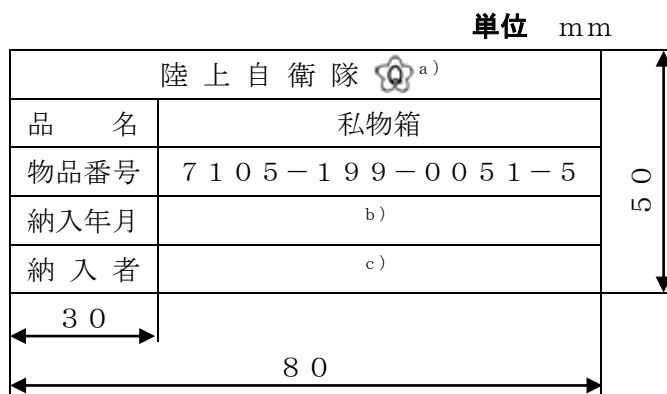 単位　ｍｍ
陸上自衛隊 Q ａ）
品　　名　私物箱
物品番号　７１０５－１９９－００５１－５
納入年月　ｂ）
納 入 者　ｃ）
５０
３０
８０